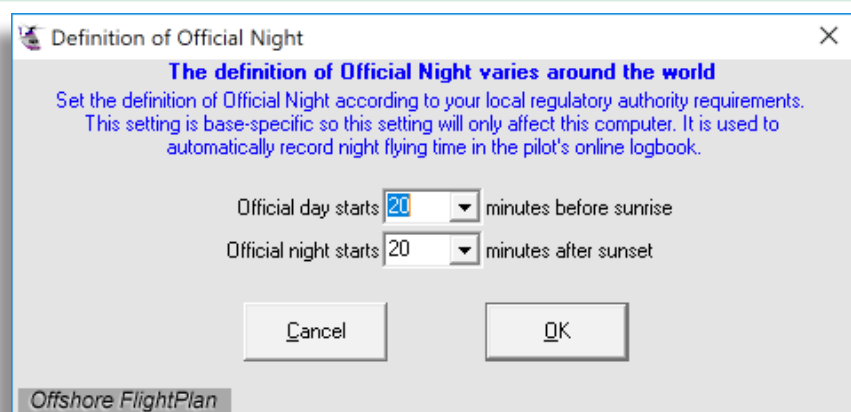 Definition of Official Night
The definition of Official Night varies around the world
Set the definition of Official Night according to your local regulatory authority requirements.
This setting is base-specific so this setting will only affect this computer. It is used to
automatically record night flying time in the pilot's online logbook.
Official day starts 20 minutes before sunrise
Official night starts 20 minutes after sunset
Cancel OK
Offshore FlightPlan